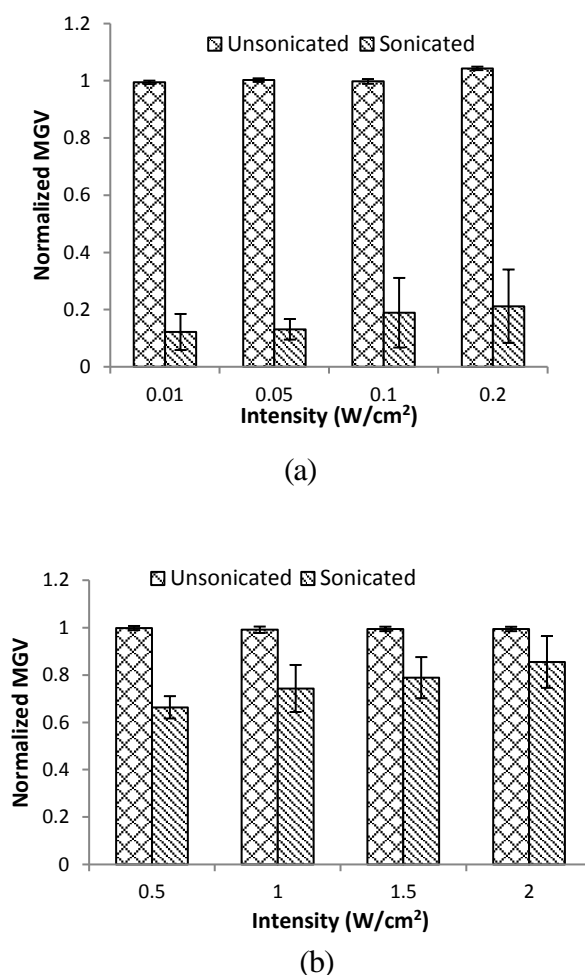 1.2
Unsonicated Sonicated
1
0.8
0.6
0.4
0.2
0
Normalized MGV
0.01 0.05 0.1 0.2
Intensity (W/cm²)
(a)
Unsonicated Sonicated
1.2
1
0.8
0.6
0.4
0.2
0
Normalized MGV
0.5 1 1.5 2
Intensity (W/cm²)
(b)